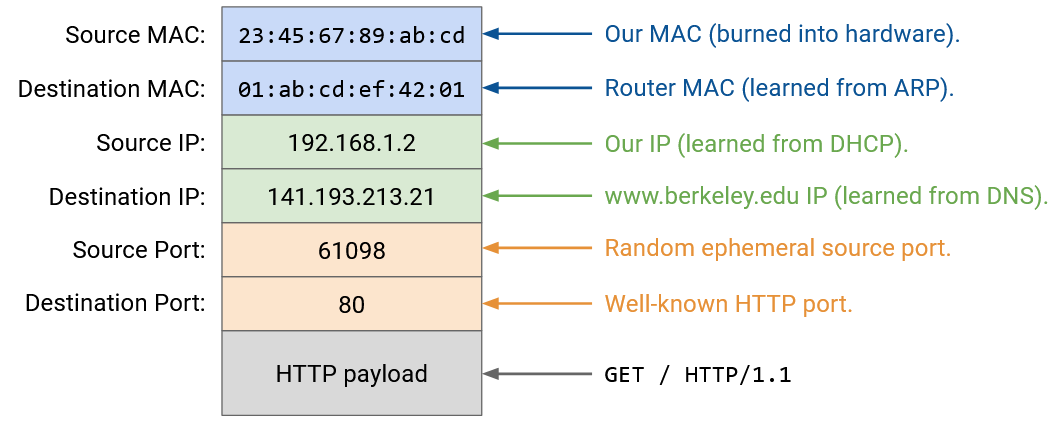 Source MAC: 23:45:67:89:ab:cd Our MAC (burned into hardware).
Destination MAC: 01:ab:cd:ef:42:01 Router MAC (learned from ARP).
Source IP: 192.168.1.2 Our IP (learned from DHCP).
Destination IP: 141.193.213.21 www.berkeley.edu IP (learned from DNS).
Source Port: 61098 Random ephemeral source port.
Destination Port: 80 Well-known HTTP port.
HTTP payload GET / HTTP/1.1